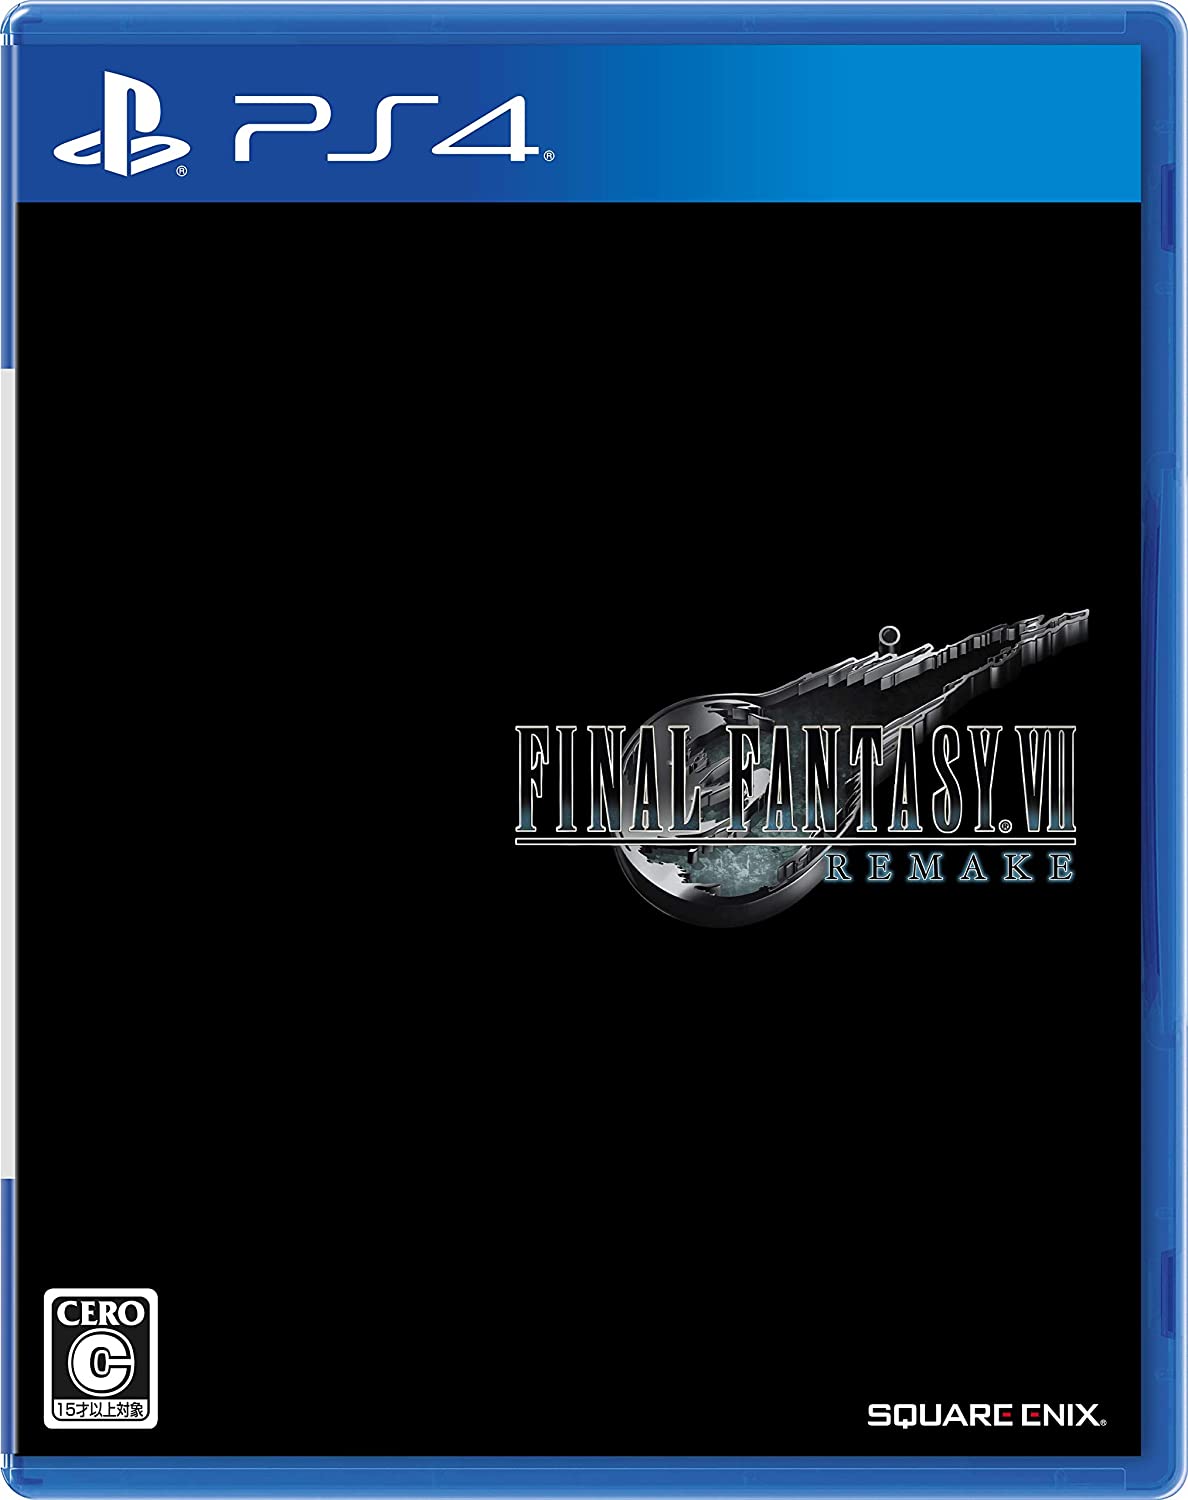 PS4®
FINAL FANTASY®VII
REMAKE
CERO
C
15才以上対象
SQUARE ENIX®